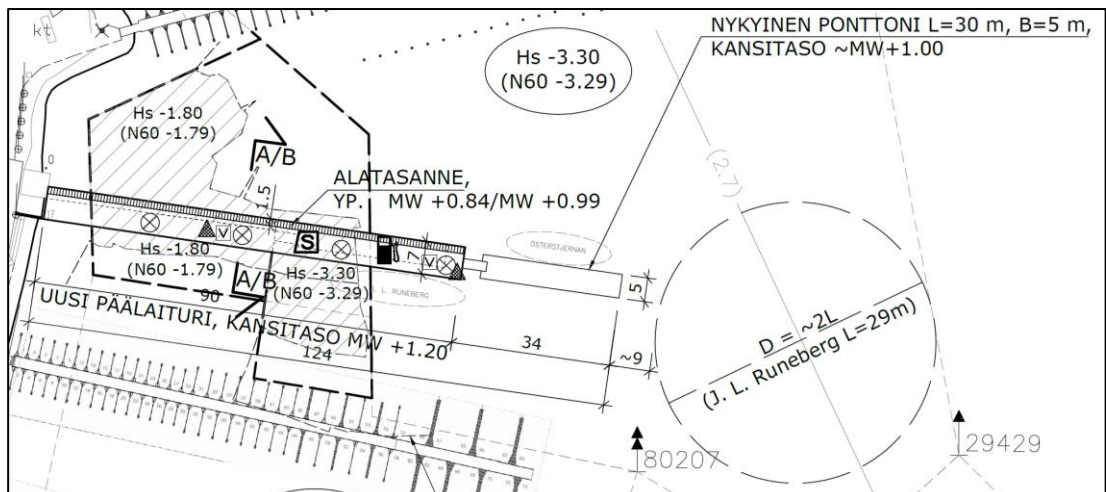 kt
NYKYINEN PONTTONI L=30 m, B=5 m,
KANSITASO ~MW+1.00
Hs -3.30
(N60 -3.29)
Hs -1.80
(N60 -1.79)
A/B
(2.7)
ALATASANNE,
YP. MW +0.84/MW +0.99
1.5
V
S
7
V
ÖSTERSTJERNAN
Hs -1.80
(N60 -1.79)
A/B
Hs -3.30
(N60 -3.29)
L. RUNEBERG
5
90
UUSI PÄÄLAITURI, KANSITASO MW +1.20
34
~9
124
D = ~2L
(J. L. Runeberg L=29m)
80207
29429